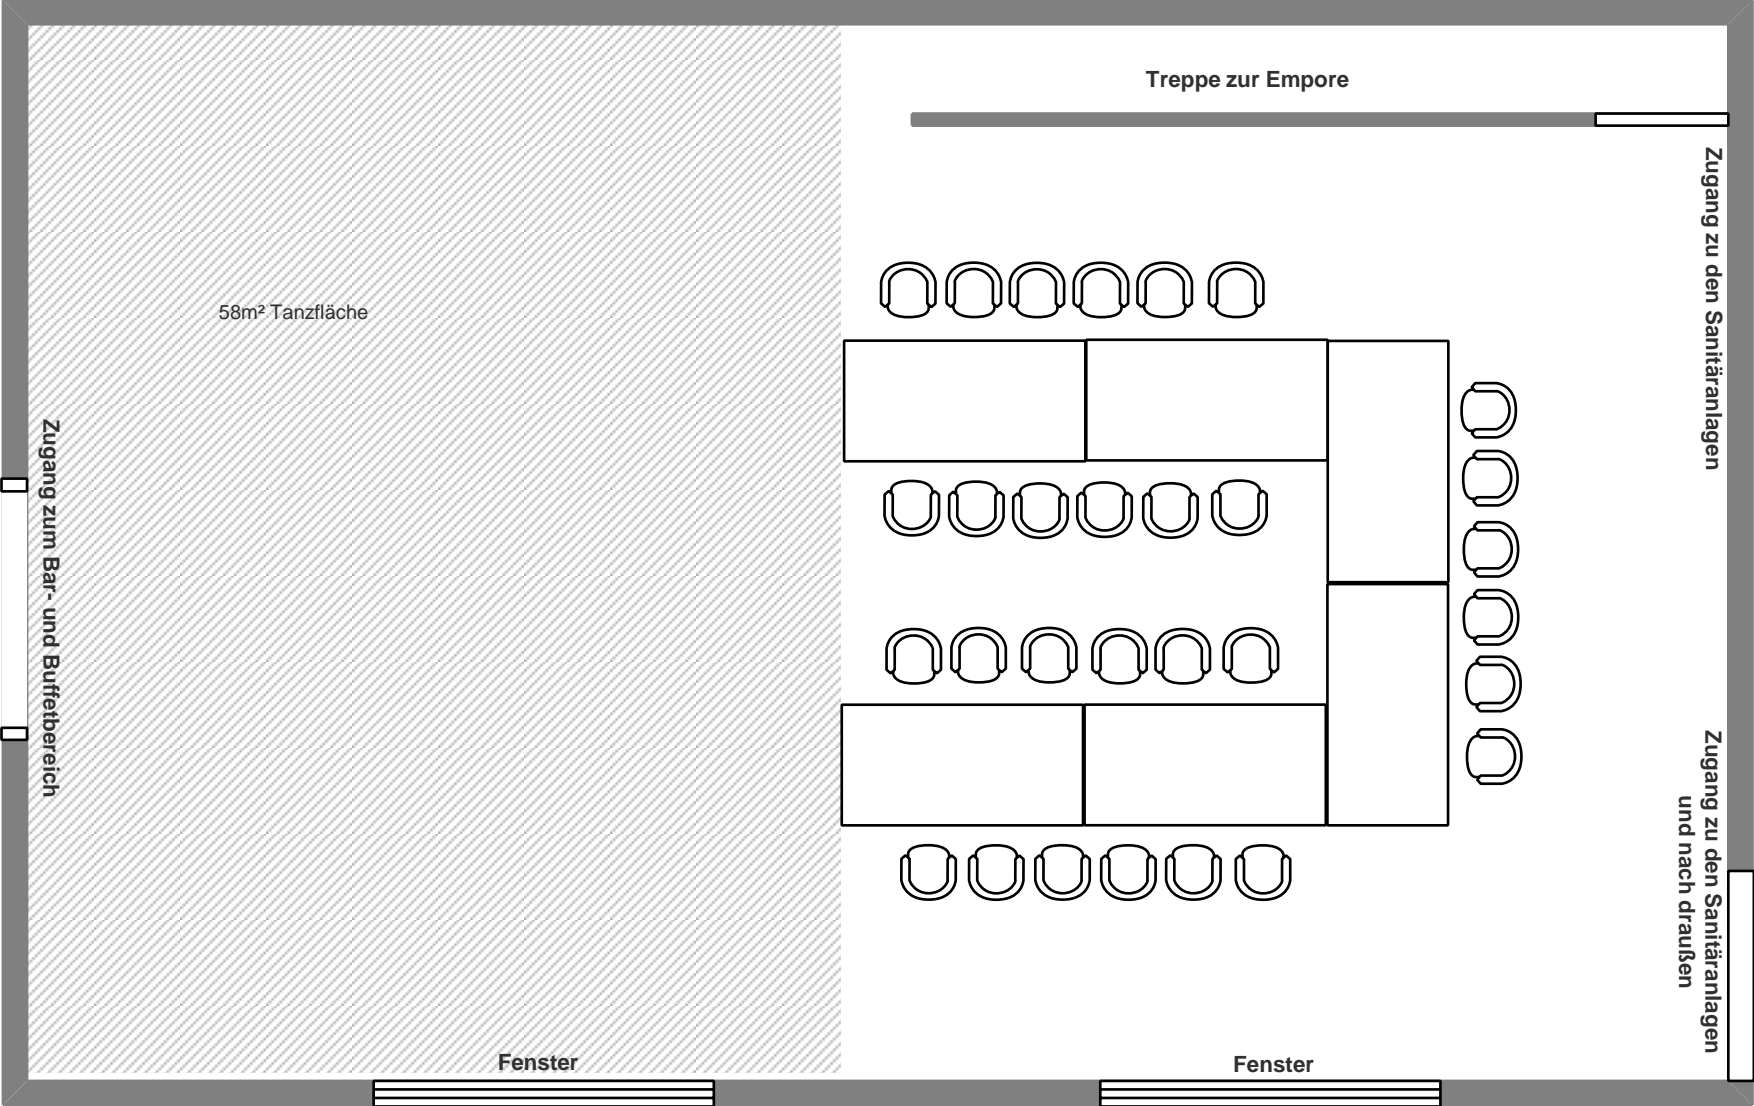 Treppe zur Empore
Zugang zu den Sanitäranlagen
58m² Tanzfläche
Zugang zum Bar- und Buffetbereich
Zugang zu den Sanitäranlagen
und nach draußen
Fenster
Fenster